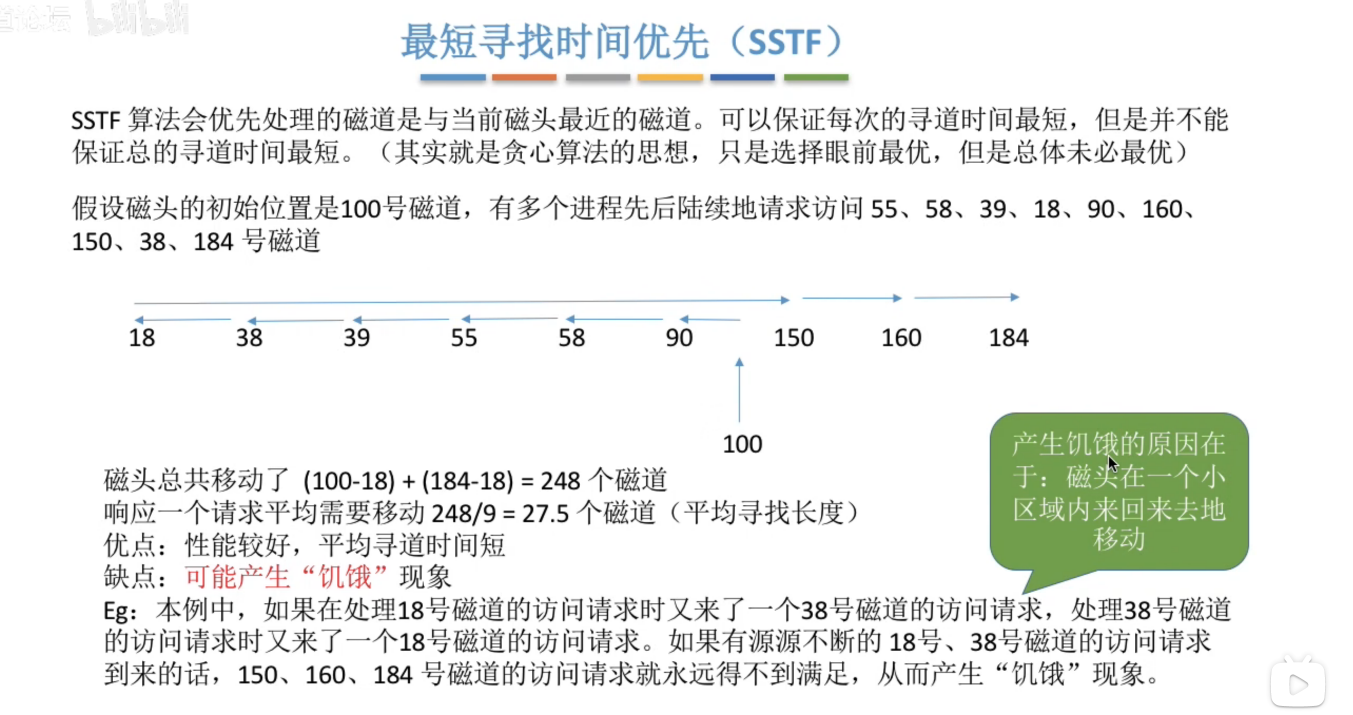 道论坛 bilibili
最短寻找时间优先（SSTF）
SSTF 算法会优先处理的磁道是与当前磁头最近的磁道。可以保证每次的寻道时间最短，但是并不能
保证总的寻道时间最短。（其实就是贪心算法的思想，只是选择眼前最优，但是总体未必最优）
假设磁头的初始位置是100号磁道，有多个进程先后陆续地请求访问 55、58、39、18、90、160、
150、38、184 号磁道
18 38 39 55 58 90 150 160 184
100
产生饥饿的原因在
于：磁头在一个小
区域内来回来去地
移动
磁头总共移动了 (100-18) + (184-18) = 248 个磁道
响应一个请求平均需要移动 248/9 = 27.5 个磁道（平均寻找长度）
优点：性能较好，平均寻道时间短
缺点：可能产生“饥饿”现象
Eg：本例中，如果在处理18号磁道的访问请求时又来了一个38号磁道的访问请求，处理38号磁道
的访问请求时又来了一个18号磁道的访问请求。如果有源源不断的 18号、38号磁道的访问请求
到来的话，150、160、184 号磁道的访问请求就永远得不到满足，从而产生“饥饿”现象。